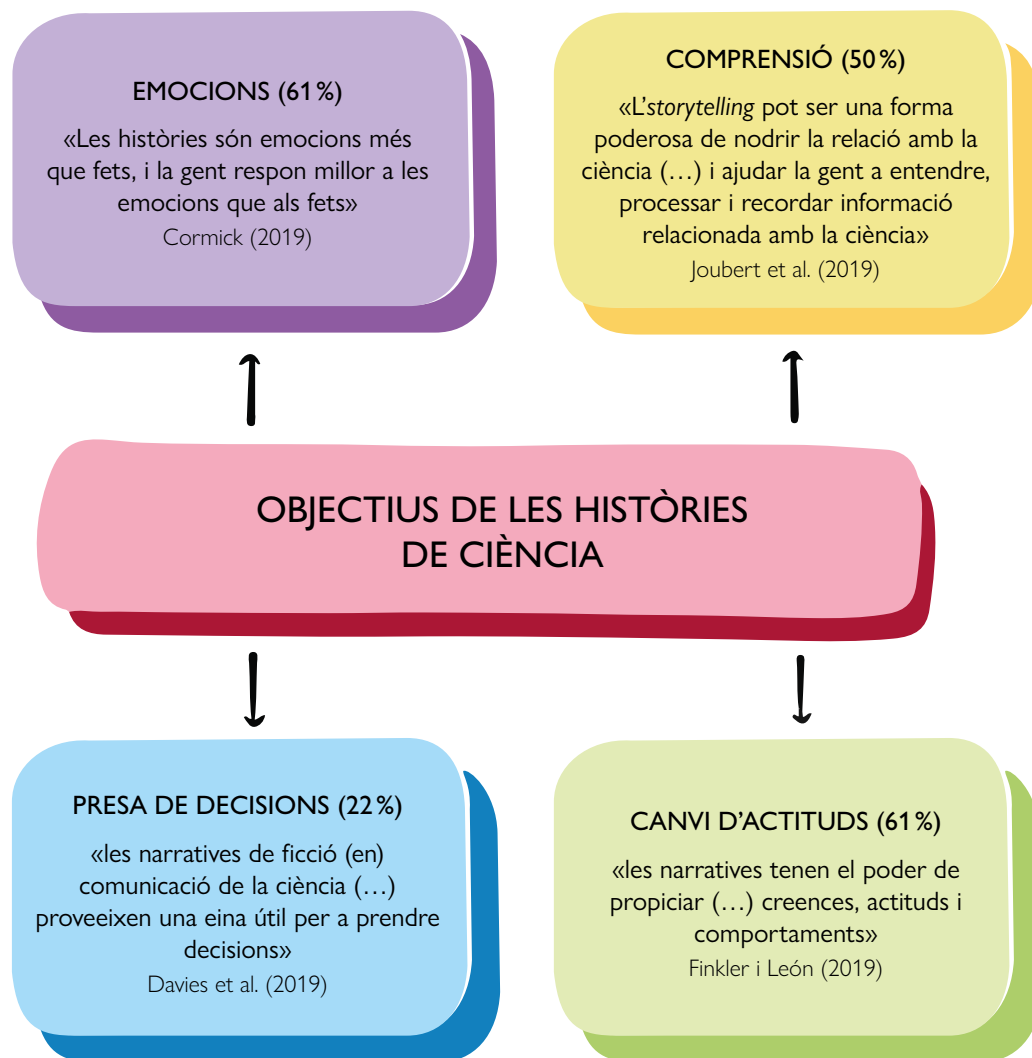 EMOCIONS (61%)
«Les històries són emocions més
que fets, i la gent respon millor a les
emocions que als fets»
Cormick (2019)
COMPRENSIÓ (50%)
«L’storytelling pot ser una forma
poderosa de nodrir la relació amb la
ciència (…) i ajudar la gent a entendre,
processar i recordar informació
relacionada amb la ciència»
Joubert et al. (2019)
OBJECTIUS DE LES HISTÒRIES
DE CIÈNCIA
PRESA DE DECISIONS (22%)
«les narratives de ficció (en)
comunicació de la ciència (…)
proveeixen una eina útil per a prendre
decisions»
Davies et al. (2019)
CANVI D’ACTITUDS (61%)
«les narratives tenen el poder de
propiciar (…) creences, actituds i
comportaments»
Finkler i León (2019)